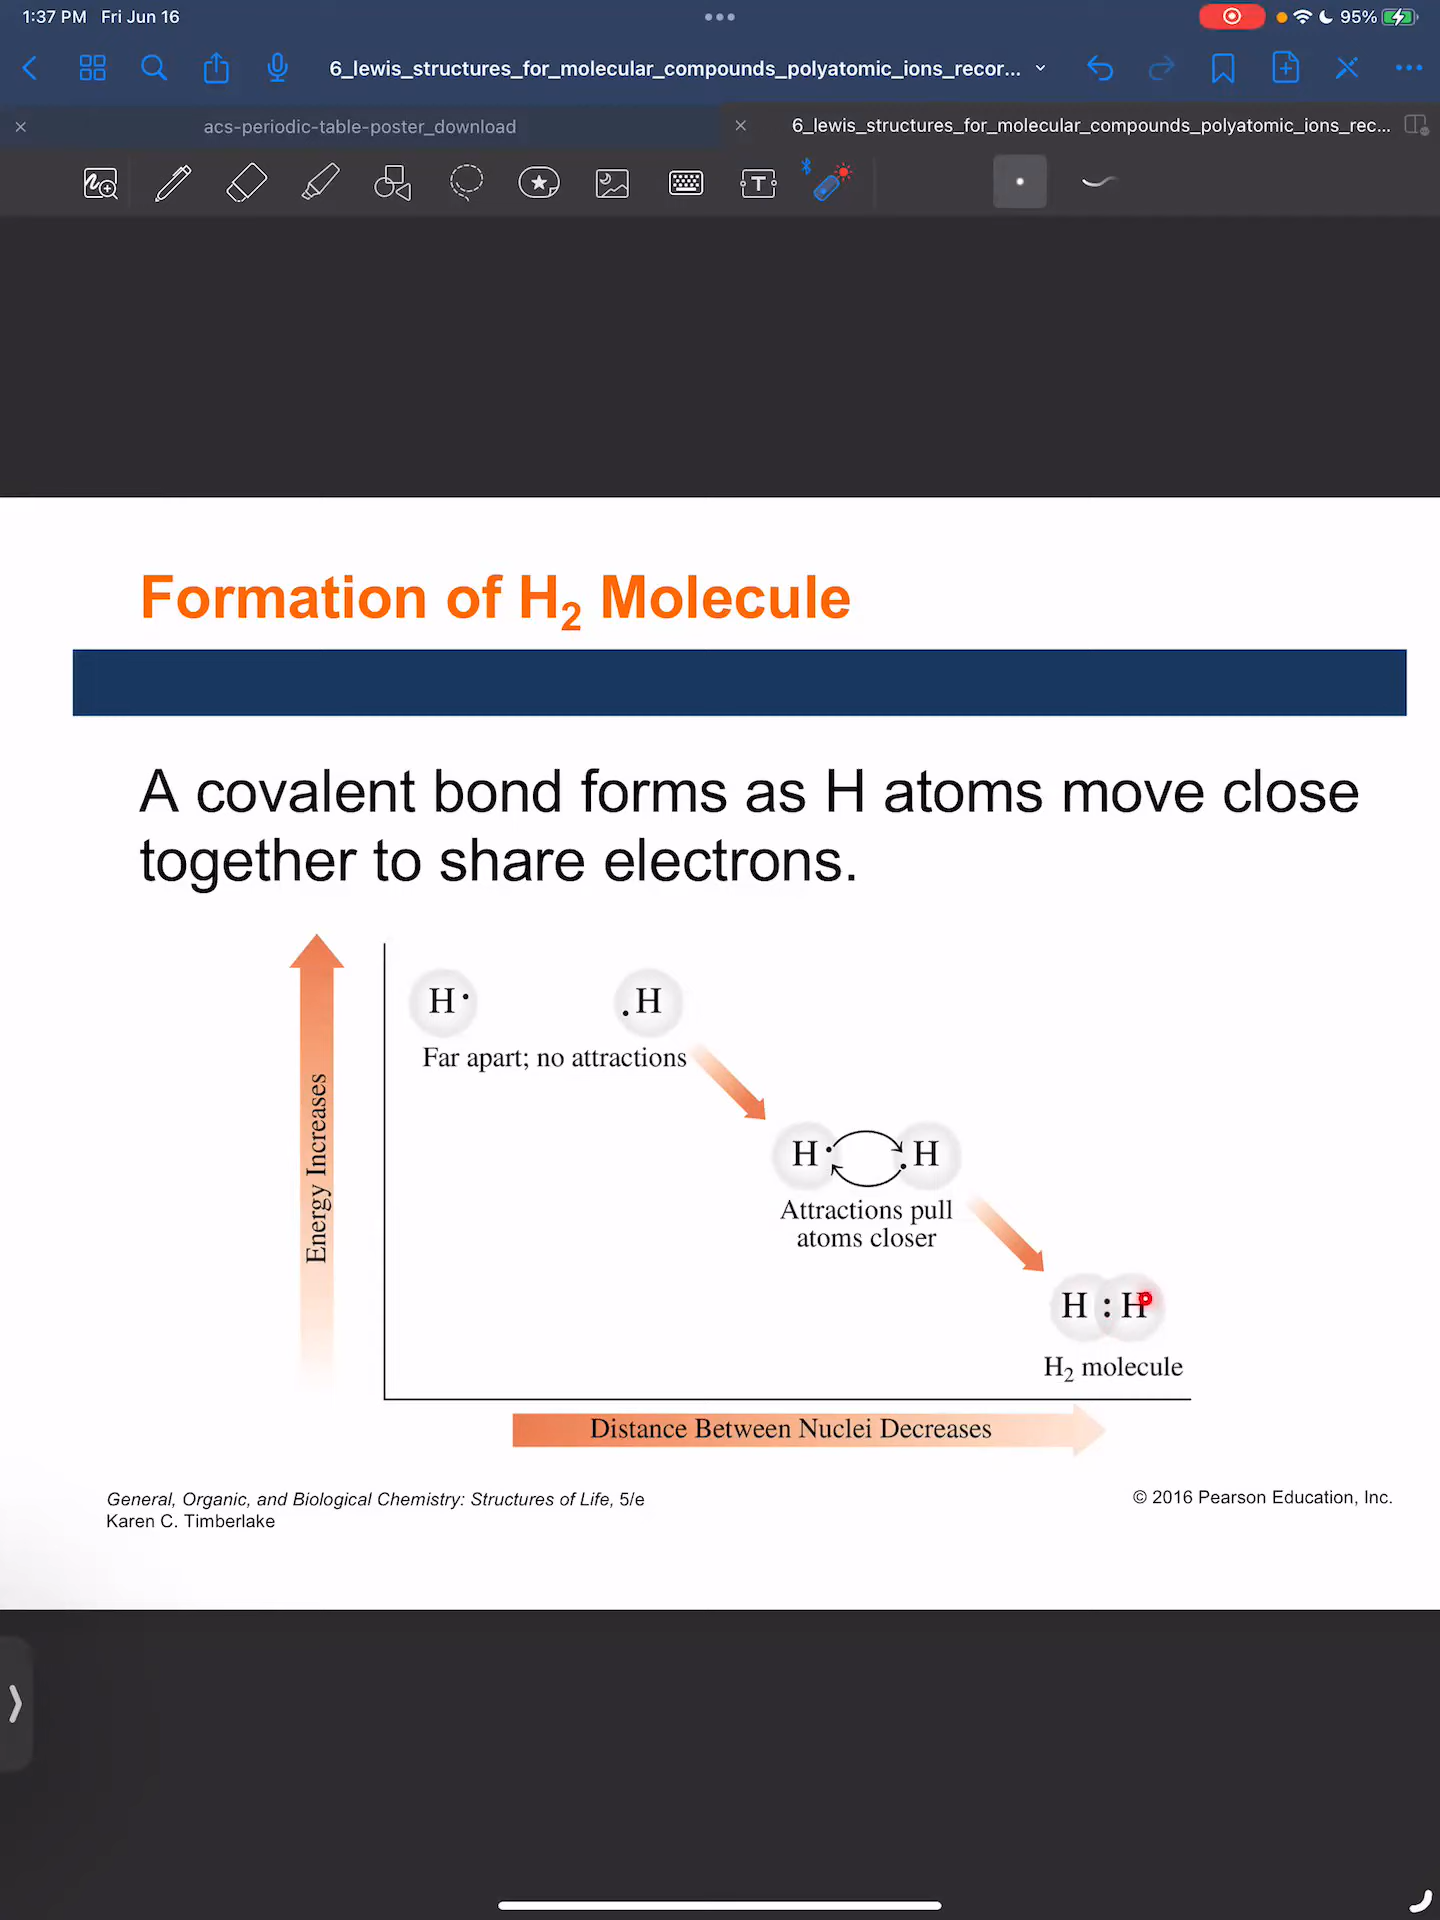 1:37 PM Fri Jun 16
95%
6_lewis_structures_for_molecular_compounds_polyatomic_ions_recor...
acs-periodic-table-poster_download
6_lewis_structures_for_molecular_compounds_polyatomic_ions_rec...
T
Formation of H₂ Molecule
A covalent bond forms as H atoms move close
together to share electrons.
Energy Increases
H· .H
Far apart; no attractions
H· .H
Attractions pull
atoms closer
H : H
H₂ molecule
Distance Between Nuclei Decreases
General, Organic, and Biological Chemistry: Structures of Life, 5/e
Karen C. Timberlake
© 2016 Pearson Education, Inc.